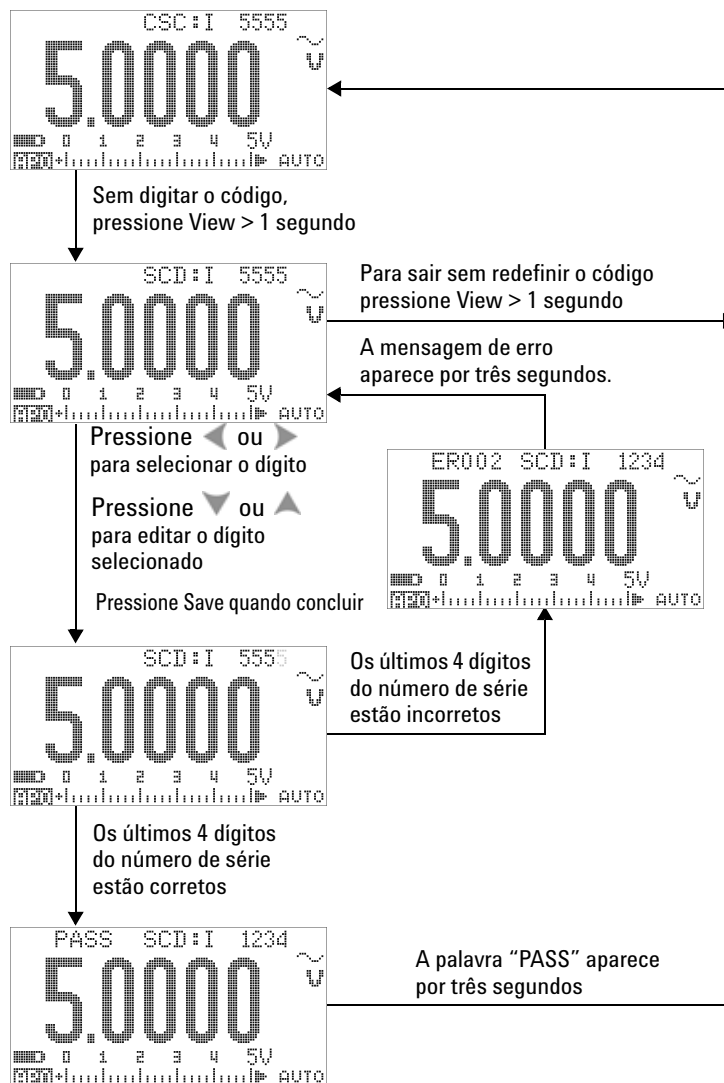 CSC:I 5555
5.0000
0 1 2 3 4 5V
AUTO
Sem digitar o código,
pressione View > 1 segundo
SCD:I 5555
5.0000
0 1 2 3 4 5V
AUTO
Para sair sem redefinir o código
pressione View > 1 segundo
A mensagem de erro
aparece por três segundos.
Pressione ◀ ou ▶
para selecionar o dígito
Pressione ▼ ou ▲
para editar o dígito
selecionado
Pressione Save quando concluir
ER002 SCD:I 1234
5.0000
0 1 2 3 4 5V
AUTO
SCD:I 5555
5.0000
0 1 2 3 4 5V
AUTO
Os últimos 4 dígitos
do número de série
estão incorretos
Os últimos 4 dígitos
do número de série
estão corretos
PASS SCD:I 1234
5.0000
0 1 2 3 4 5V
AUTO
A palavra “PASS” aparece
por três segundos